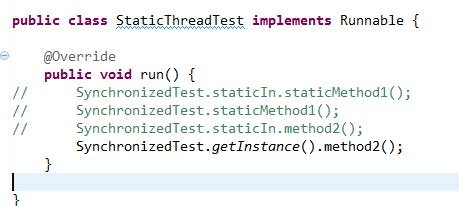 public class StaticThreadTest implements Runnable {
@Override
public void run() {
// SynchronizedTest.staticIn.staticMethod1();
// SynchronizedTest.staticMethod1();
// SynchronizedTest.staticIn.method2();
SynchronizedTest.getInstance().method2();
}
}